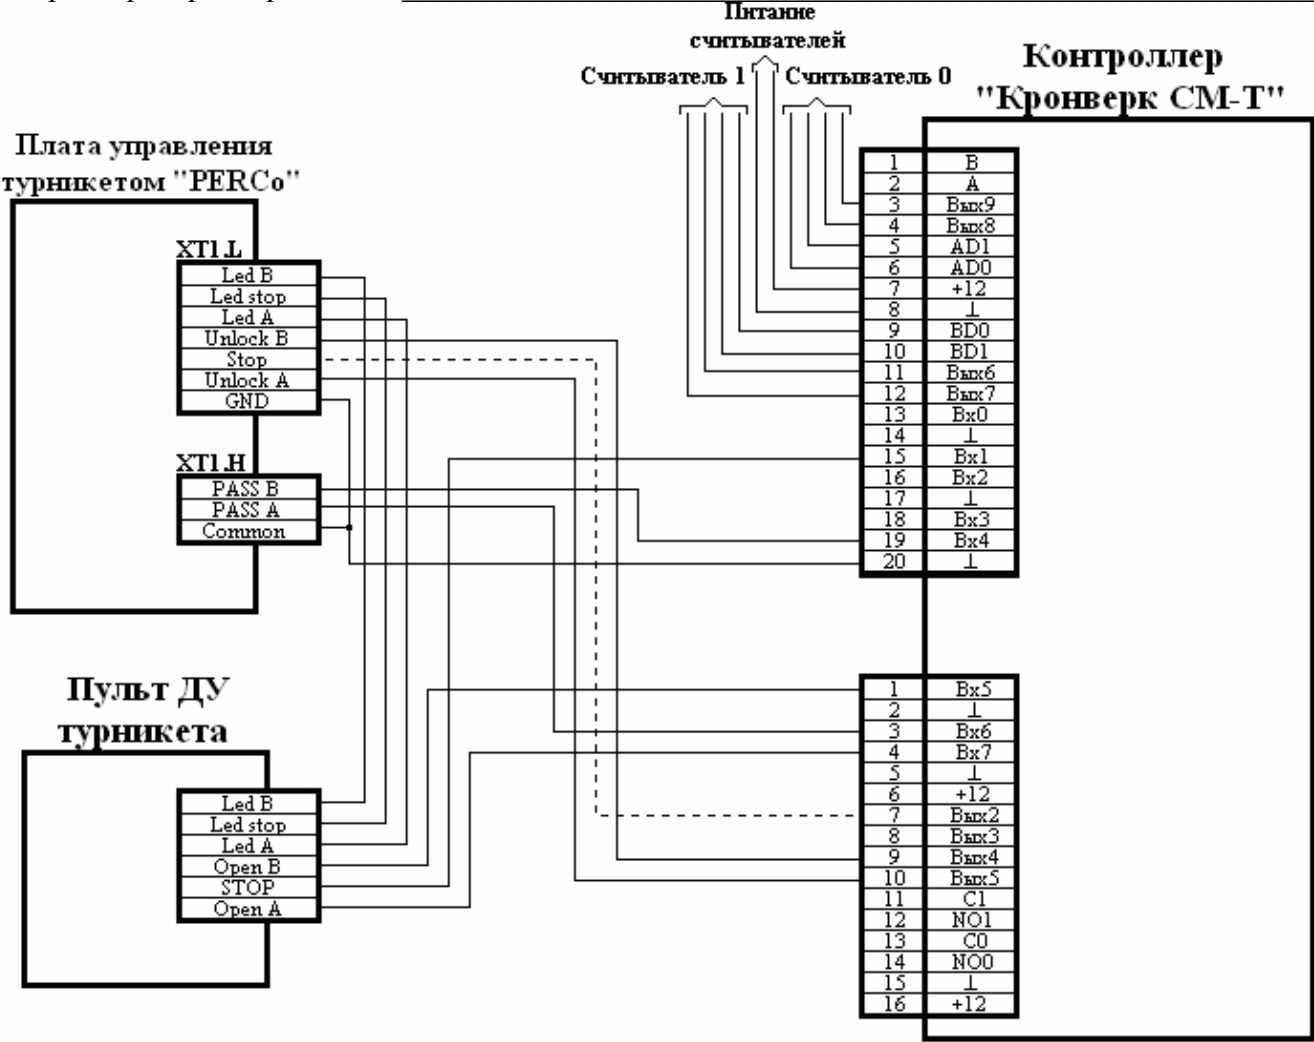 Питание
считывателей
Считыватель 1
Считыватель 0
Контроллер
"Кронверк СМ-Т"
Плата управления
турникетом "PERCo"
XT1.L
Led B
Led stop
Led A
Unlock B
Stop
Unlock A
GND
XT1.H
PASS B
PASS A
Common
Пульт ДУ
турникета
Led B
Led stop
Led A
Open B
STOP
Open A
1 B
2 A
3 Вых9
4 Вых8
5 AD1
6 AD0
7 +12
8 ⊥
9 BD0
10 BD1
11 Вых6
12 Вых7
13 Вх0
14 ⊥
15 Вх1
16 Вх2
17 ⊥
18 Вх3
19 Вх4
20 ⊥
1 Вх5
2 ⊥
3 Вх6
4 Вх7
5 ⊥
6 +12
7 Вых2
8 Вых3
9 Вых4
10 Вых5
11 C1
12 NO1
13 C0
14 NO0
15 ⊥
16 +12